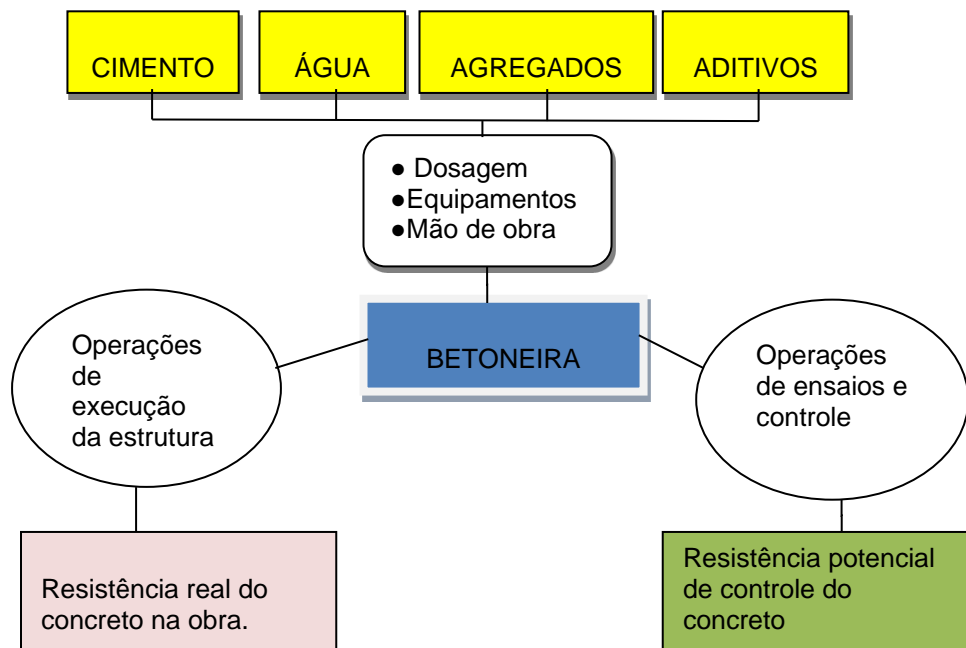 CIMENTO
ÁGUA
AGREGADOS
ADITIVOS
● Dosagem
●Equipamentos
●Mão de obra
BETONEIRA
Operações
de
execução
da estrutura
Operações
de ensaios e
controle
Resistência real do
concreto na obra.
Resistência potencial
de controle do
concreto